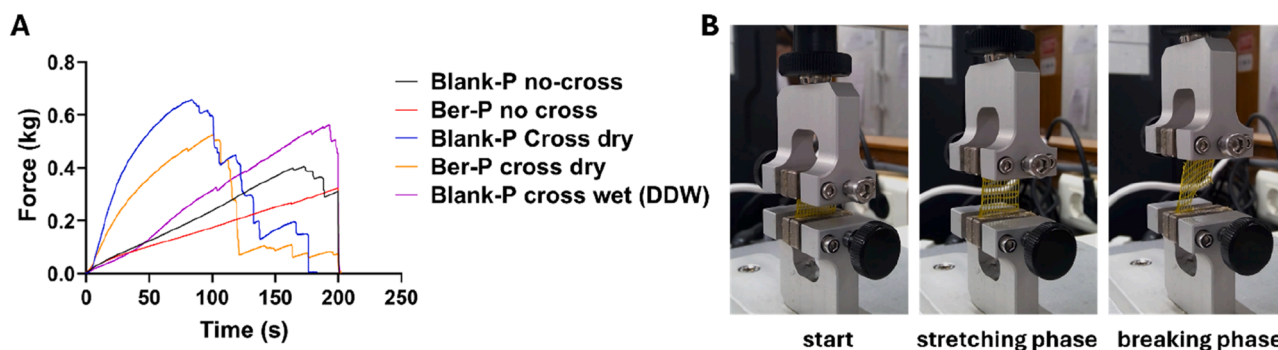 A
Force (kg)
0.8
0.6
0.4
0.2
0.0
0 50 100 150 200 250
Time (s)
Blank-P no-cross
Ber-P no cross
Blank-P Cross dry
Ber-P cross dry
Blank-P cross wet (DDW)
B
start
stretching phase
breaking phase